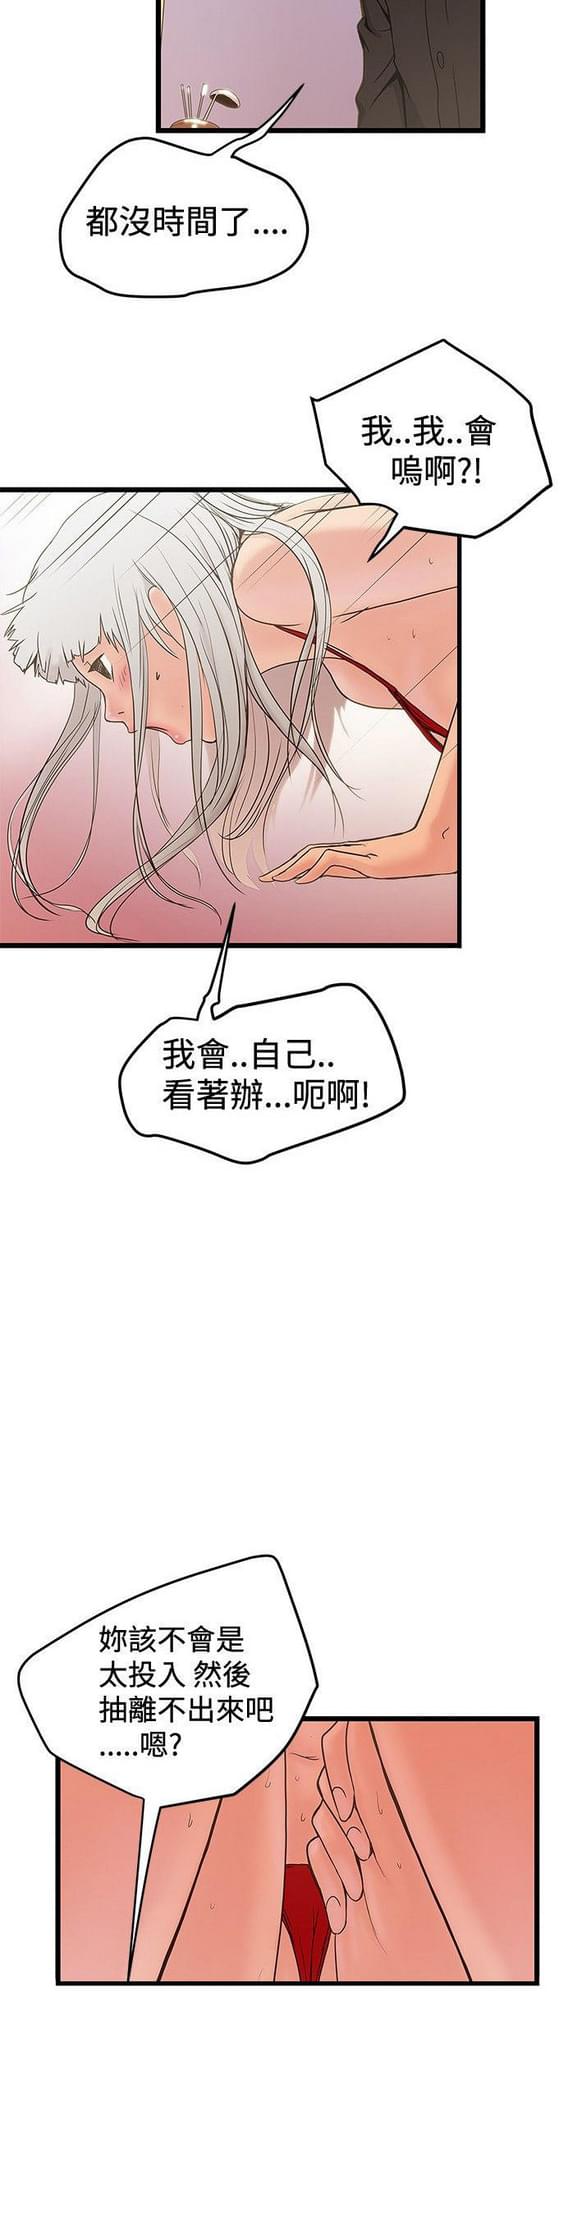 都沒時間了....
我..我..會
嗚啊?!
我會..自己..
看著辦...呃啊!
妳該不會是
太投入 然後
抽離不出來吧
.....嗯?